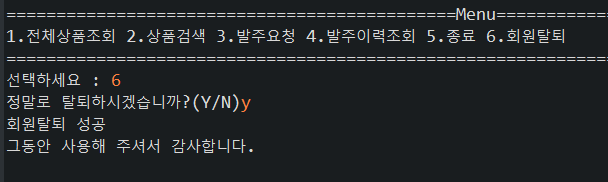 =============================================Menu===========
1.전체상품조회 2.상품검색 3.발주요청 4.발주이력조회 5.종료 6.회원탈퇴
============================================================
선택하세요 : 6
정말로 탈퇴하시겠습니까?(Y/N)y
회원탈퇴 성공
그동안 사용해 주셔서 감사합니다.